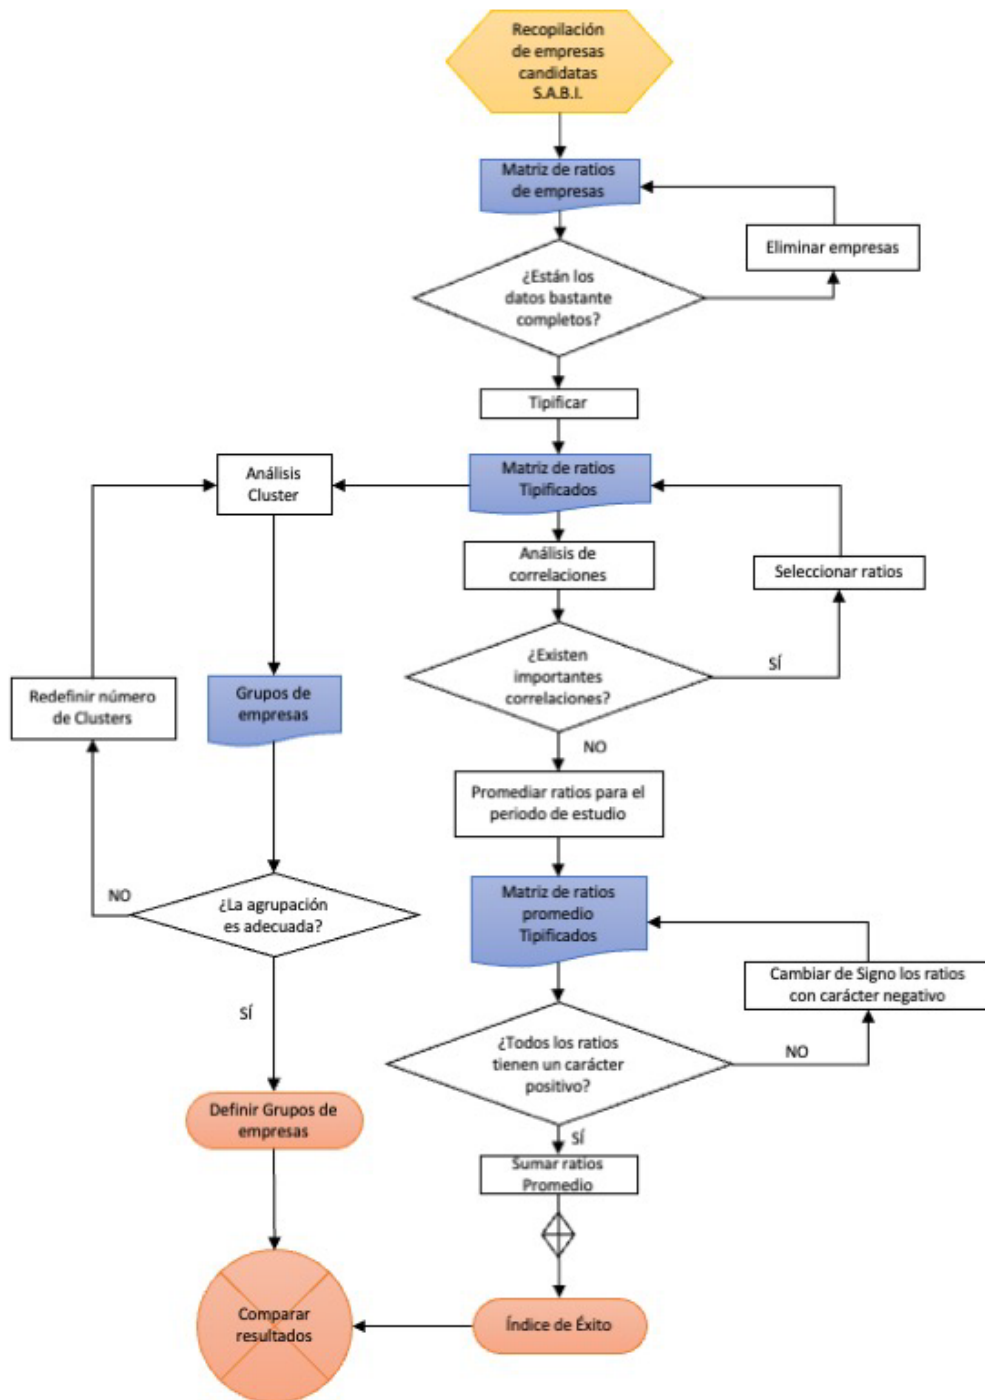 Recopilación
de empresas
candidatas
S.A.B.I.
Matriz de ratios
de empresas
Eliminar empresas
¿Están los
datos bastante
completos?
Tipificar
Análisis
Cluster
Matriz de ratios
Tipificados
Análisis de
correlaciones
Seleccionar ratios
¿Existen
importantes
correlaciones?
SÍ
Redefinir número
de Clusters
Grupos de
empresas
NO
Promediar ratios para el
periodo de estudio
NO
¿La agrupación
es adecuada?
Matriz de ratios
promedio
Tipificados
Cambiar de Signo los ratios
con carácter negativo
SÍ
¿Todos los ratios
tienen un carácter
positivo?
NO
Definir Grupos de
empresas
SÍ
Sumar ratios
Promedio
Comparar
resultados
Índice de Éxito